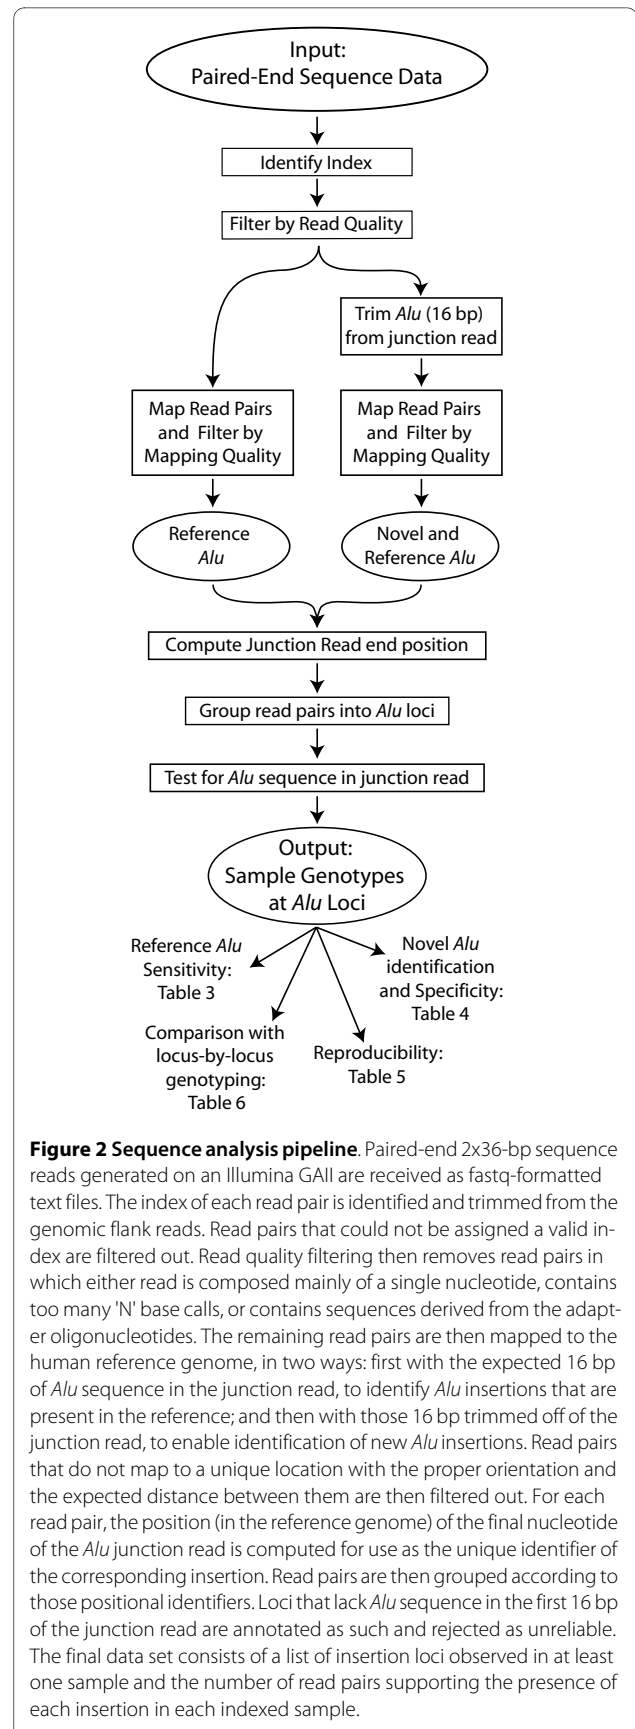 Input:
Paired-End Sequence Data
Identify Index
Filter by Read Quality
Trim Alu (16 bp)
from junction read
Map Read Pairs
and Filter by
Mapping Quality
Map Read Pairs
and Filter by
Mapping Quality
Reference
Alu
Novel and
Reference Alu
Compute Junction Read end position
Group read pairs into Alu loci
Test for Alu sequence in junction read
Output:
Sample Genotypes
at Alu Loci
Reference Alu
Sensitivity:
Table 3
Novel Alu
identification
and Specificity:
Table 4
Comparison with
locus-by-locus
genotyping:
Table 6
Reproducibility:
Table 5
Figure 2 Sequence analysis pipeline. Paired-end 2x36-bp sequence
reads generated on an Illumina GAII are received as fastq-formatted
text files. The index of each read pair is identified and trimmed from the
genomic flank reads. Read pairs that could not be assigned a valid in-
dex are filtered out. Read quality filtering then removes read pairs in
which either read is composed mainly of a single nucleotide, contains
too many 'N' base calls, or contains sequences derived from the adapt-
er oligonucleotides. The remaining read pairs are then mapped to the
human reference genome, in two ways: first with the expected 16 bp
of Alu sequence in the junction read, to identify Alu insertions that are
present in the reference; and then with those 16 bp trimmed off of the
junction read, to enable identification of new Alu insertions. Read pairs
that do not map to a unique location with the proper orientation and
the expected distance between them are then filtered out. For each
read pair, the position (in the reference genome) of the final nucleotide
of the Alu junction read is computed for use as the unique identifier of
the corresponding insertion. Read pairs are then grouped according to
those positional identifiers. Loci that lack Alu sequence in the first 16 bp
of the junction read are annotated as such and rejected as unreliable.
The final data set consists of a list of insertion loci observed in at least
one sample and the number of read pairs supporting the presence of
each insertion in each indexed sample.